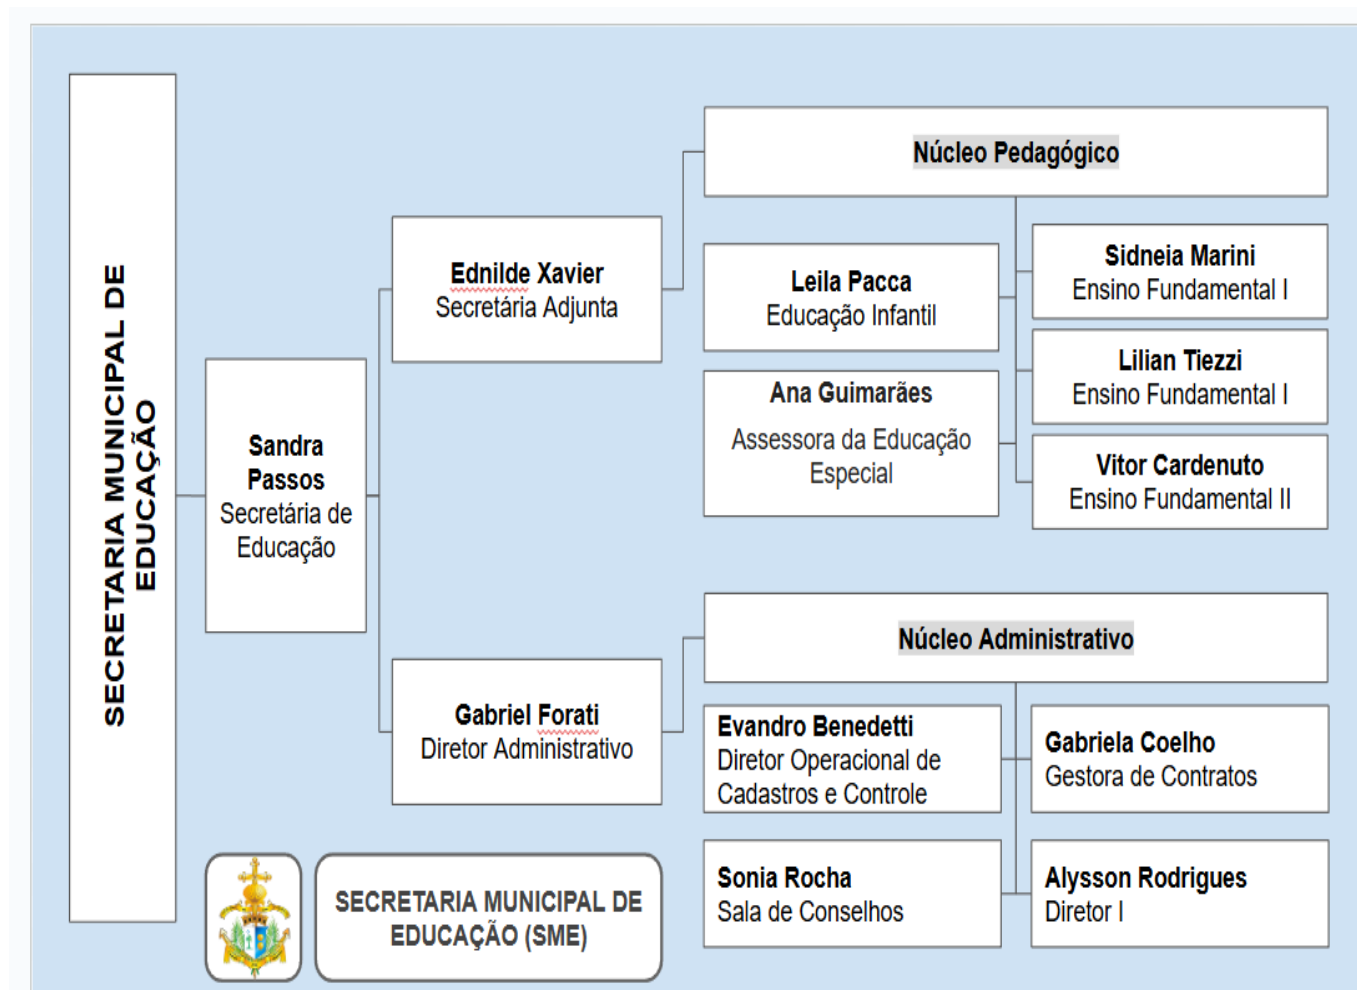 SECRETARIA MUNICIPAL DE
EDUCAÇÃO
Sandra
Passos
Secretária de
Educação
Ednilde Xavier
Secretária Adjunta
Núcleo Pedagógico
Leila Pacca
Educação Infantil
Sidneia Marini
Ensino Fundamental I
Ana Guimarães
Assessora da Educação
Especial
Lilian Tiezzi
Ensino Fundamental I
Vitor Cardenuto
Ensino Fundamental II
Gabriel Forati
Diretor Administrativo
Núcleo Administrativo
Evandro Benedetti
Diretor Operacional de
Cadastros e Controle
Gabriela Coelho
Gestora de Contratos
Sonia Rocha
Sala de Conselhos
Alysson Rodrigues
Diretor I
SECRETARIA MUNICIPAL DE
EDUCAÇÃO (SME)